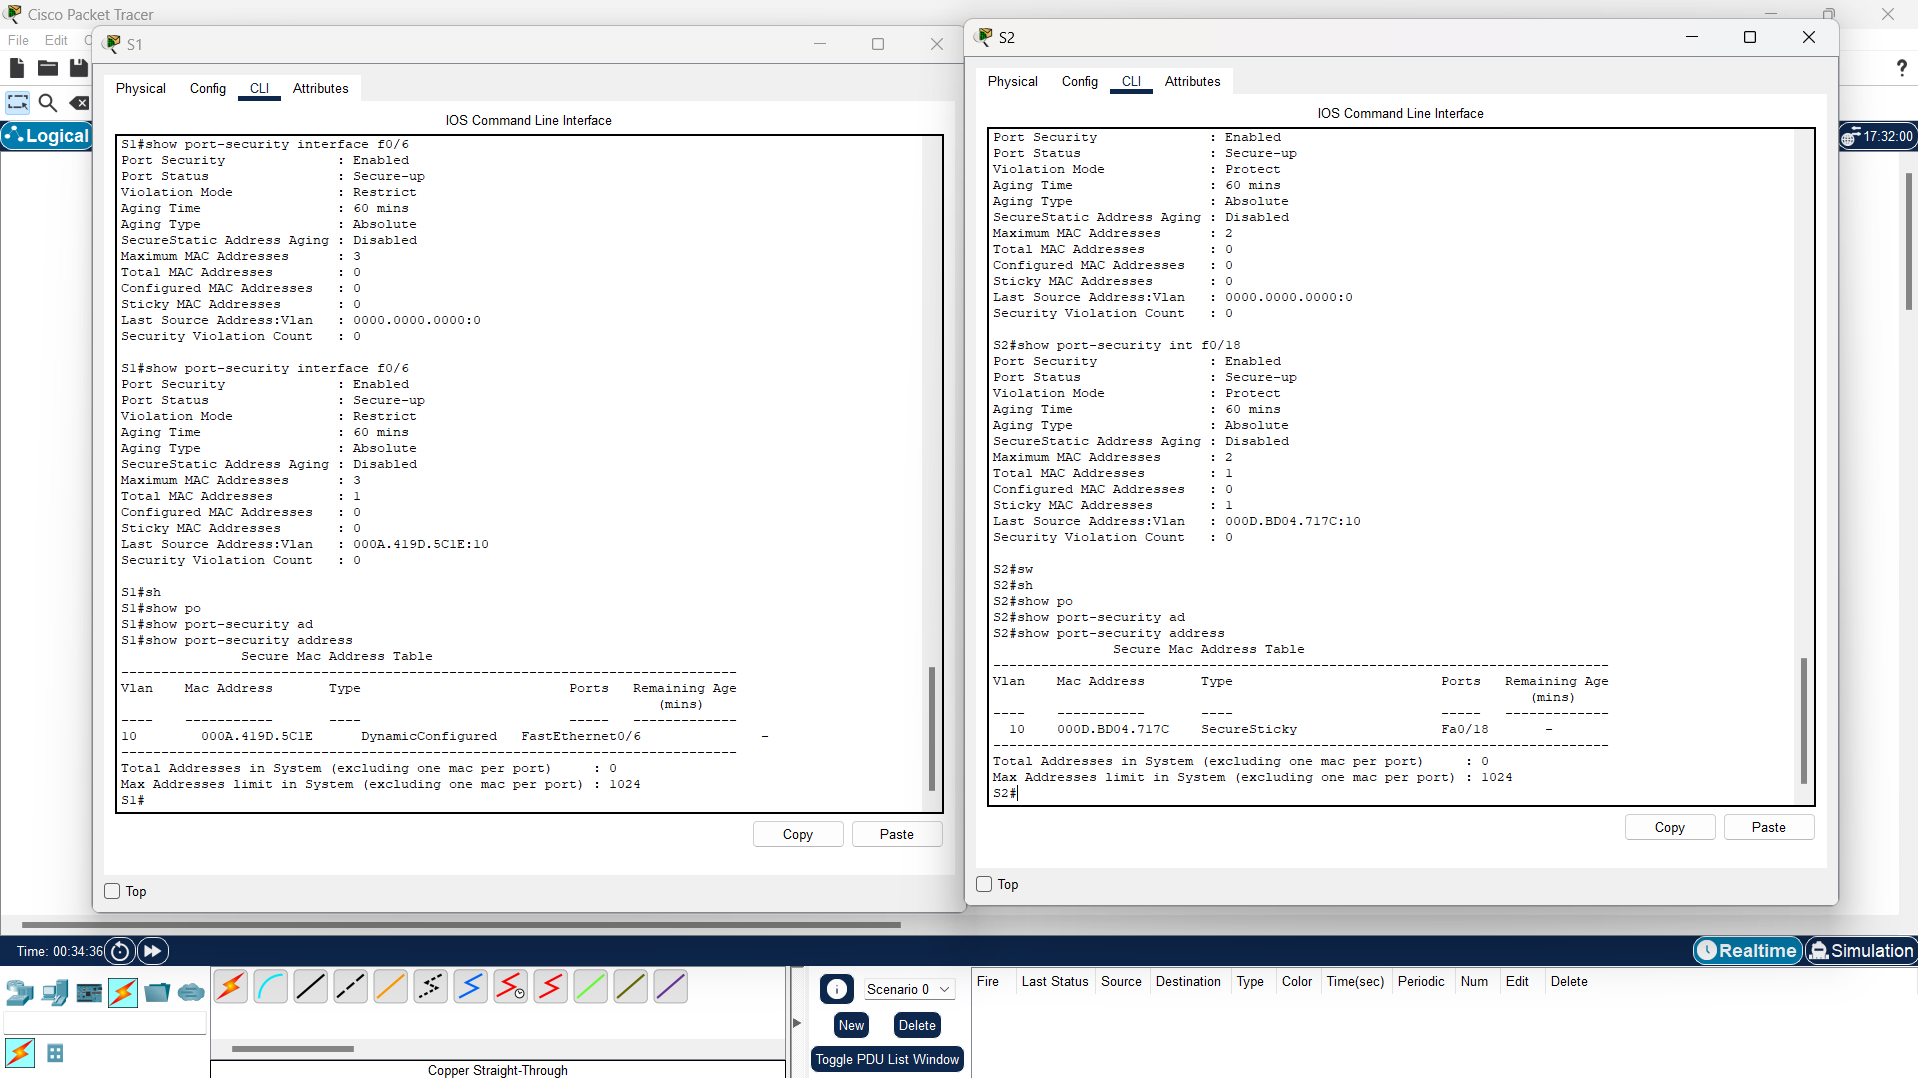 Cisco Packet Tracer
File Edit C
Logical
17:32:00
S1
Physical Config CLI Attributes
IOS Command Line Interface
S1#show port-security interface f0/6
Port Security : Enabled
Port Status : Secure-up
Violation Mode : Restrict
Aging Time : 60 mins
Aging Type : Absolute
SecureStatic Address Aging : Disabled
Maximum MAC Addresses : 3
Total MAC Addresses : 0
Configured MAC Addresses : 0
Sticky MAC Addresses : 0
Last Source Address:Vlan : 0000.0000.0000:0
Security Violation Count : 0
S1#show port-security interface f0/6
Port Security : Enabled
Port Status : Secure-up
Violation Mode : Restrict
Aging Time : 60 mins
Aging Type : Absolute
SecureStatic Address Aging : Disabled
Maximum MAC Addresses : 3
Total MAC Addresses : 1
Configured MAC Addresses : 0
Sticky MAC Addresses : 0
Last Source Address:Vlan : 000A.419D.5C1E:10
Security Violation Count : 0
S1#sh
S1#show po
S1#show port-security ad
S1#show port-security address
Secure Mac Address Table
----------------------------------------------------------------------------
Vlan Mac Address Type Ports Remaining Age
(mins)
---- ----------- ---- ----- -------------
10 000A.419D.5C1E DynamicConfigured FastEthernet0/6 -
----------------------------------------------------------------------------
Total Addresses in System (excluding one mac per port) : 0
Max Addresses limit in System (excluding one mac per port) : 1024
S1#
Copy Paste
Top
S2
Physical Config CLI Attributes
IOS Command Line Interface
Port Security : Enabled
Port Status : Secure-up
Violation Mode : Protect
Aging Time : 60 mins
Aging Type : Absolute
SecureStatic Address Aging : Disabled
Maximum MAC Addresses : 2
Total MAC Addresses : 0
Configured MAC Addresses : 0
Sticky MAC Addresses : 0
Last Source Address:Vlan : 0000.0000.0000:0
Security Violation Count : 0
S2#show port-security int f0/18
Port Security : Enabled
Port Status : Secure-up
Violation Mode : Protect
Aging Time : 60 mins
Aging Type : Absolute
SecureStatic Address Aging : Disabled
Maximum MAC Addresses : 2
Total MAC Addresses : 1
Configured MAC Addresses : 0
Sticky MAC Addresses : 1
Last Source Address:Vlan : 000D.BD04.717C:10
Security Violation Count : 0
S2#sw
S2#sh
S2#show po
S2#show port-security ad
S2#show port-security address
Secure Mac Address Table
----------------------------------------------------------------------------
Vlan Mac Address Type Ports Remaining Age
(mins)
---- ----------- ---- ----- -------------
10 000D.BD04.717C SecureSticky Fa0/18 -
----------------------------------------------------------------------------
Total Addresses in System (excluding one mac per port) : 0
Max Addresses limit in System (excluding one mac per port) : 1024
S2#
Copy Paste
Top
Time: 00:34:36
Realtime Simulation
Scenario 0
New Delete
Toggle PDU List Window
Fire Last Status Source Destination Type Color Time(sec) Periodic Num Edit Delete
Copper Straight-Through